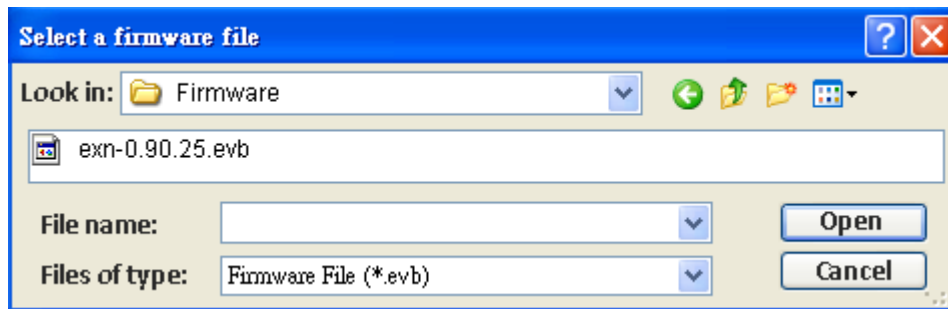 Select a firmware file
Look in: Firmware
exn-0.90.25.evb
File name: Open
Files of type: Firmware File (*.evb) Cancel